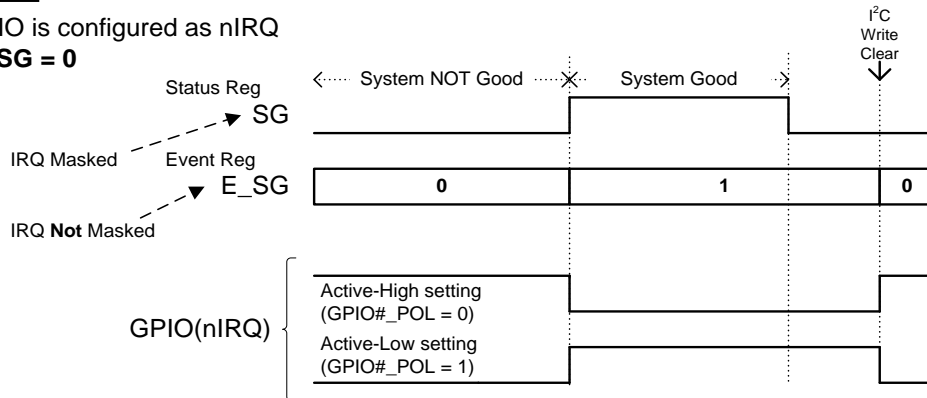 IO is configured as nIRQ
SG = 0
I²C
Write
Clear
System NOT Good
System Good
Status Reg
SG
IRQ Masked
Event Reg
E_SG
0
1
0
IRQ Not Masked
GPIO(nIRQ)
Active-High setting
(GPIO#_POL = 0)
Active-Low setting
(GPIO#_POL = 1)